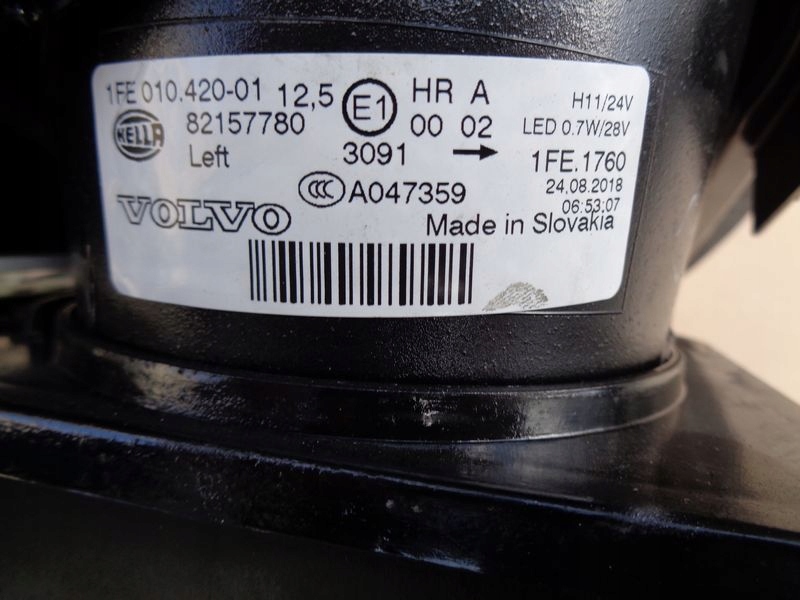 1FE 010.420-01 12,5 E1 HR A H11/24V
HELLA 82157780 00 02 LED 0.7W/28V
Left 3091 → 1FE.1760
CCC A047359 24.08.2018
VOLVO 06:53:07
Made in Slovakia